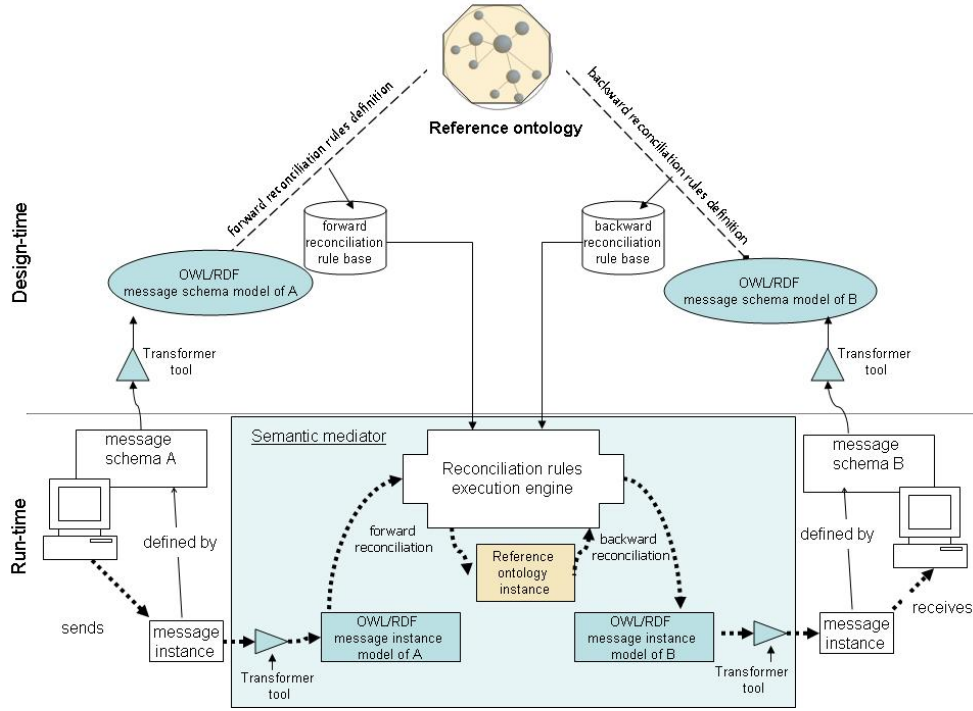 Reference ontology
forward reconciliation rules definition
backward reconciliation rules definition
Design-time
forward
reconciliation
rule base
backward
reconciliation
rule base
OWL/RDF
message schema model of A
OWL/RDF
message schema model of B
Transformer
tool
Transformer
tool
Run-time
message
schema A
Semantic mediator
Reconciliation rules
execution engine
message
schema B
defined by
forward
reconciliation
backward
reconciliation
defined by
Reference
ontology
instance
sends
receives
message
instance
OWL/RDF
message instance
model of A
OWL/RDF
message instance
model of B
message
instance
Transformer
tool
Transformer
tool